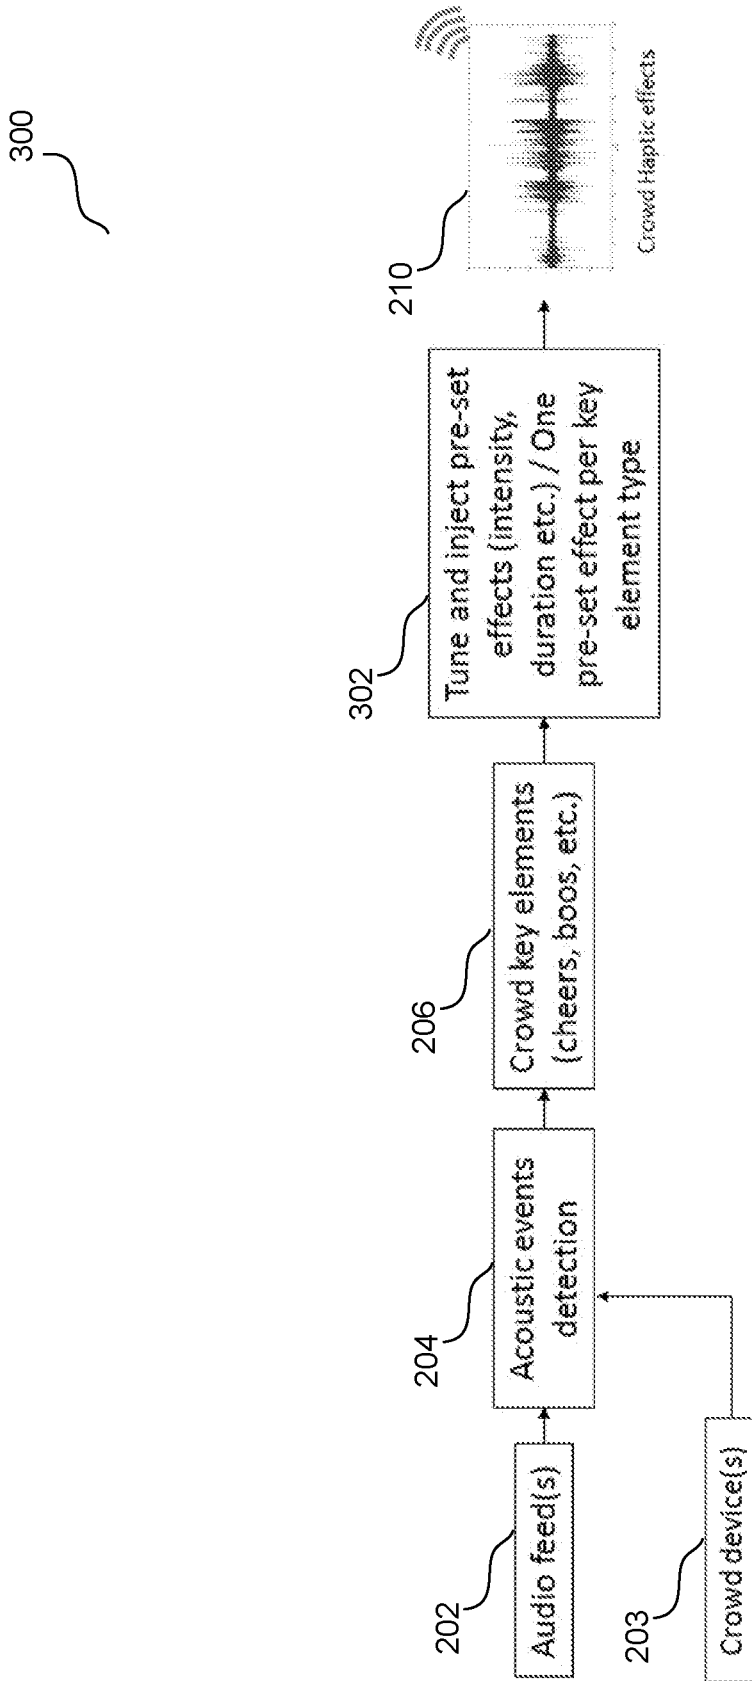 300
202
Audio feed(s)
203
Crowd device(s)
204
Acoustic events
detection
206
Crowd key elements
(cheers, boos, etc.)
302
Tune and inject pre-set
effects (intensity,
duration etc.) / One
pre-set effect per key
element type
210
Crowd Haptic effects